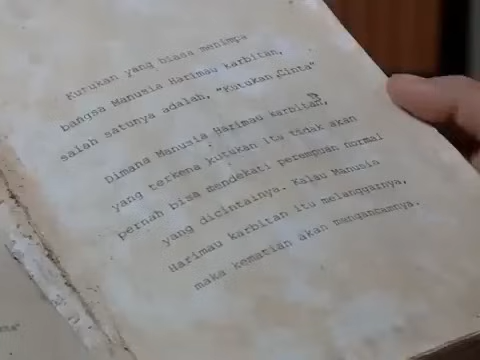 Kutukan yang biasa menimpa
bangsa Manusia Harimau karbitan,
salah satunya adalah, "Kutukan Cinta"
Dimana Manusia Harimau karbitan,
yang terkena kutukan itu tidak akan
pernah bisa mendekati perempuan normal
yang dicintainya. Kalau Manusia
Harimau karbitan itu melanggarnya,
maka kematian akan mengancamnya.